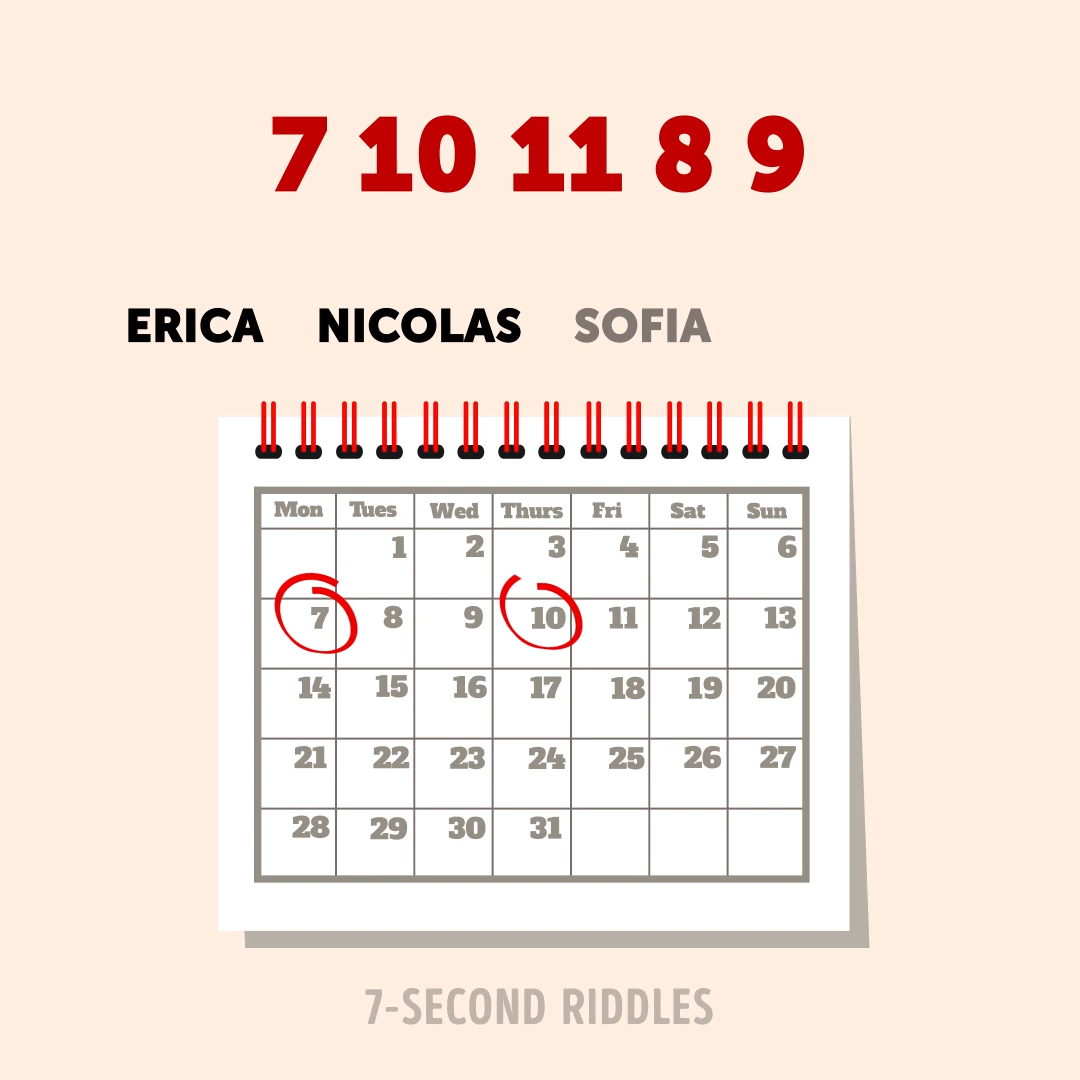 7 10 11 8 9
ERICA NICOLAS SOFIA
Mon Tues Wed Thurs Fri Sat Sun
1 2 3 4 5 6
7 8 9 10 11 12 13
14 15 16 17 18 19 20
21 22 23 24 25 26 27
28 29 30 31
7-SECOND RIDDLES